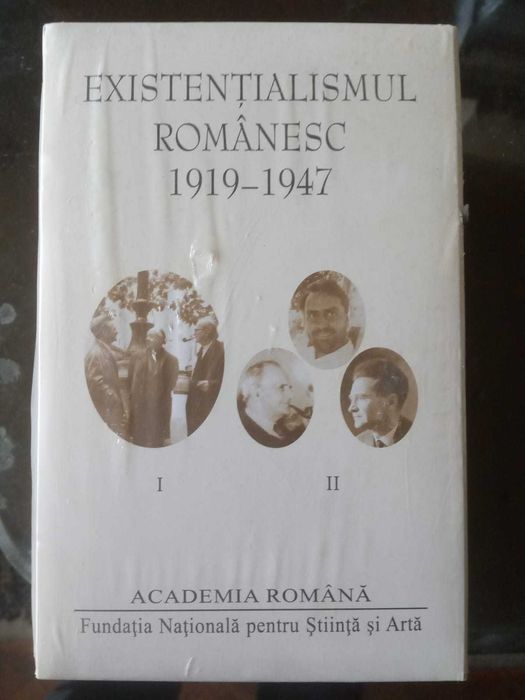 EXISTENȚIALISMUL
ROMÂNESC
1919–1947
I II
ACADEMIA ROMÂNĂ
Fundația Națională pentru Știință și Artă